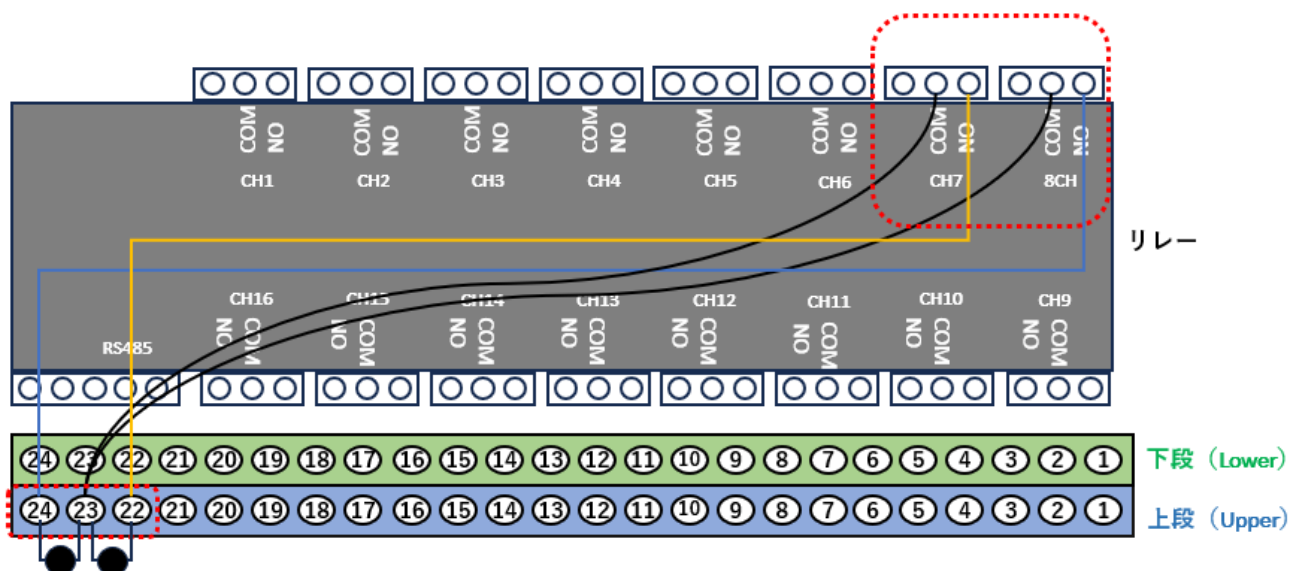 COM NO COM NO COM NO COM NO COM NO COM NO COM NO COM NO
CH1 CH2 CH3 CH4 CH5 CH6 CH7 8CH
リレー
CH16 CH15 CH14 CH13 CH12 CH11 CH10 CH9
NO COM NO COM NO COM NO COM NO COM NO COM NO COM NO COM
RS485
24 23 22 21 20 19 18 17 16 15 14 13 12 11 10 9 8 7 6 5 4 3 2 1 下段（Lower）
24 23 22 21 20 19 18 17 16 15 14 13 12 11 10 9 8 7 6 5 4 3 2 1 上段（Upper）